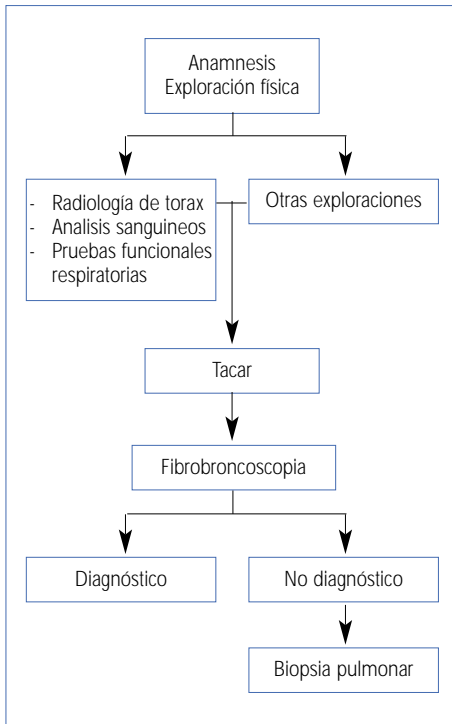 Anamnesis
Exploración física
- Radiología de torax
- Analisis sanguineos
- Pruebas funcionales
respiratorias
Otras exploraciones
Tacar
Fibrobroncoscopia
Diagnóstico
No diagnóstico
Biopsia pulmonar